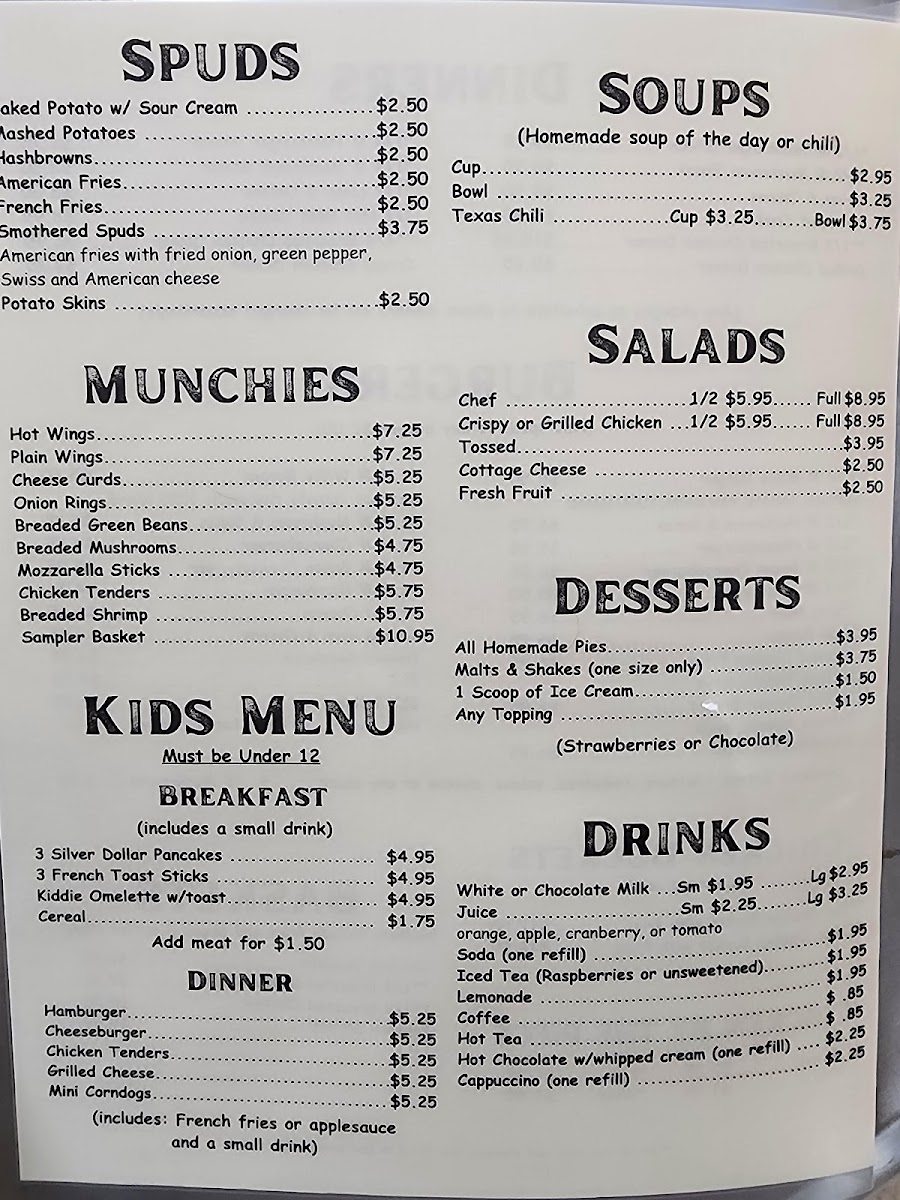 SPUDS
aked Potato w/ Sour Cream ..................$2.50
Mashed Potatoes ................................$2.50
Hashbrowns.......................................$2.50
American Fries...................................$2.50
French Fries......................................$2.50
Smothered Spuds ..............................$3.75
American fries with fried onion, green pepper,
Swiss and American cheese
Potato Skins .....................................$2.50
MUNCHIES
Hot Wings........................................$7.25
Plain Wings.......................................$7.25
Cheese Curds.....................................$5.25
Onion Rings.......................................$5.25
Breaded Green Beans...........................$5.25
Breaded Mushrooms............................$4.75
Mozzarella Sticks ..............................$4.75
Chicken Tenders ................................$5.75
Breaded Shrimp .................................$5.75
Sampler Basket .................................$10.95
KIDS MENU
Must be Under 12
BREAKFAST
(includes a small drink)
3 Silver Dollar Pancakes .................... $4.95
3 French Toast Sticks ....................... $4.95
Kiddie Omelette w/toast.................... $4.95
Cereal.......................................... $1.75
Add meat for $1.50
DINNER
Hamburger.......................................$5.25
Cheeseburger....................................$5.25
Chicken Tenders.................................$5.25
Grilled Cheese...................................$5.25
Mini Corndogs...................................$5.25
(includes: French fries or applesauce
and a small drink)
SOUPS
(Homemade soup of the day or chili)
Cup..................................................$2.95
Bowl ................................................$3.25
Texas Chili ................Cup $3.25........Bowl $3.75
SALADS
Chef .........................1/2 $5.95...... Full $8.95
Crispy or Grilled Chicken ...1/2 $5.95...... Full $8.95
Tossed.............................................$3.95
Cottage Cheese ..................................$2.50
Fresh Fruit .......................................$2.50
DESSERTS
All Homemade Pies...............................$3.95
Malts & Shakes (one size only) .................$3.75
1 Scoop of Ice Cream............................$1.50
Any Topping ......................................$1.95
(Strawberries or Chocolate)
DRINKS
White or Chocolate Milk ...Sm $1.95 .......Lg $2.95
Juice ........................Sm $2.25........Lg $3.25
orange, apple, cranberry, or tomato
Soda (one refill) .................................$1.95
Iced Tea (Raspberries or unsweetened)........$1.95
Lemonade .........................................$1.95
Coffee ............................................$ .85
Hot Tea ...........................................$ .85
Hot Chocolate w/whipped cream (one refill) ....$2.25
Cappuccino (one refill) ..........................$2.25